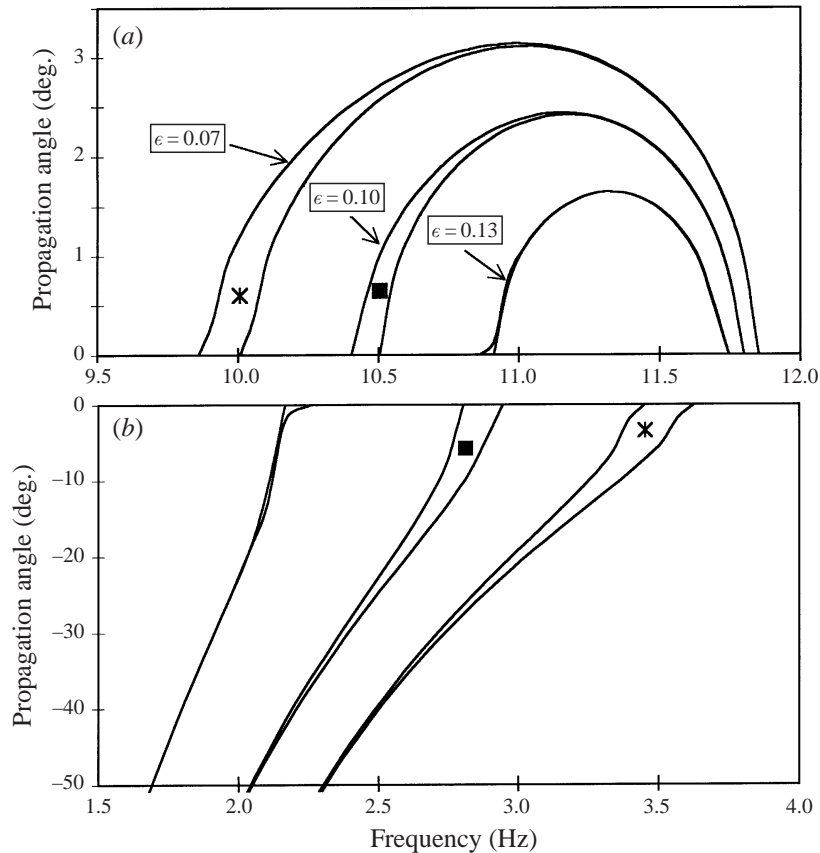 (a)
Propagation angle (deg.)
3
2
1
0
ϵ = 0.07
ϵ = 0.10
ϵ = 0.13
9.5 10.0 10.5 11.0 11.5 12.0
(b)
Propagation angle (deg.)
0
–10
–20
–30
–40
–50
1.5 2.0 2.5 3.0 3.5 4.0
Frequency (Hz)